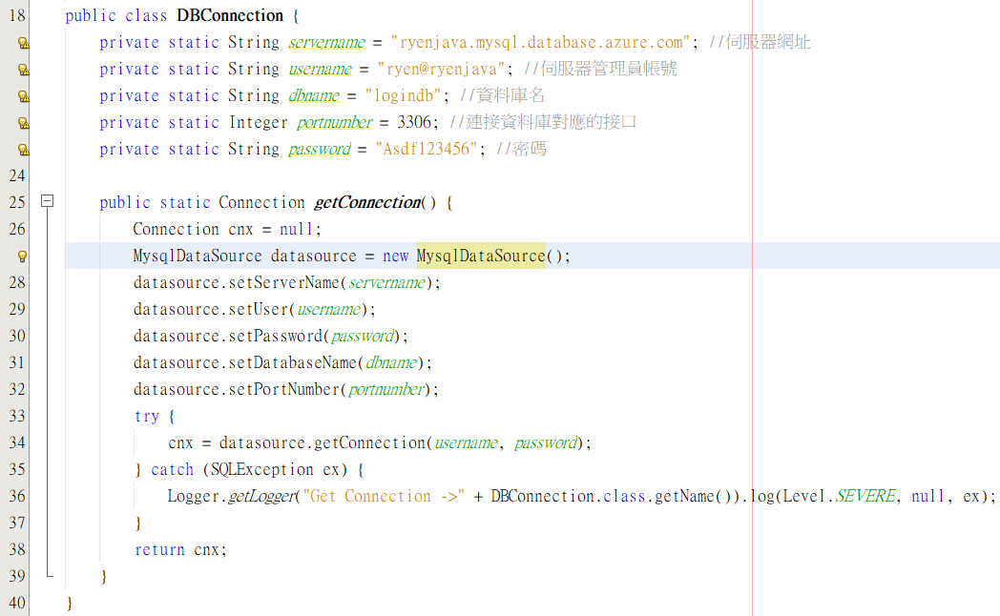 18 public class DBConnection {
private static String servername = "ryenjava.mysql.database.azure.com"; //伺服器網址
private static String username = "ryen@ryenjava"; //伺服器管理員帳號
private static String dbname = "logindb"; //資料庫名
private static Integer portnumber = 3306; //連接資料庫對應的接口
private static String password = "Asdf123456"; //密碼
24
25 public static Connection getConnection() {
26 Connection cnx = null;
MysqlDataSource datasource = new MysqlDataSource();
28 datasource.setServerName(servername);
29 datasource.setUser(username);
30 datasource.setPassword(password);
31 datasource.setDatabaseName(dbname);
32 datasource.setPortNumber(portnumber);
33 try {
34 cnx = datasource.getConnection(username, password);
35 } catch (SQLException ex) {
36 Logger.getLogger("Get Connection ->" + DBConnection.class.getName()).log(Level.SEVERE, null, ex);
37 }
38 return cnx;
39 }
40 }